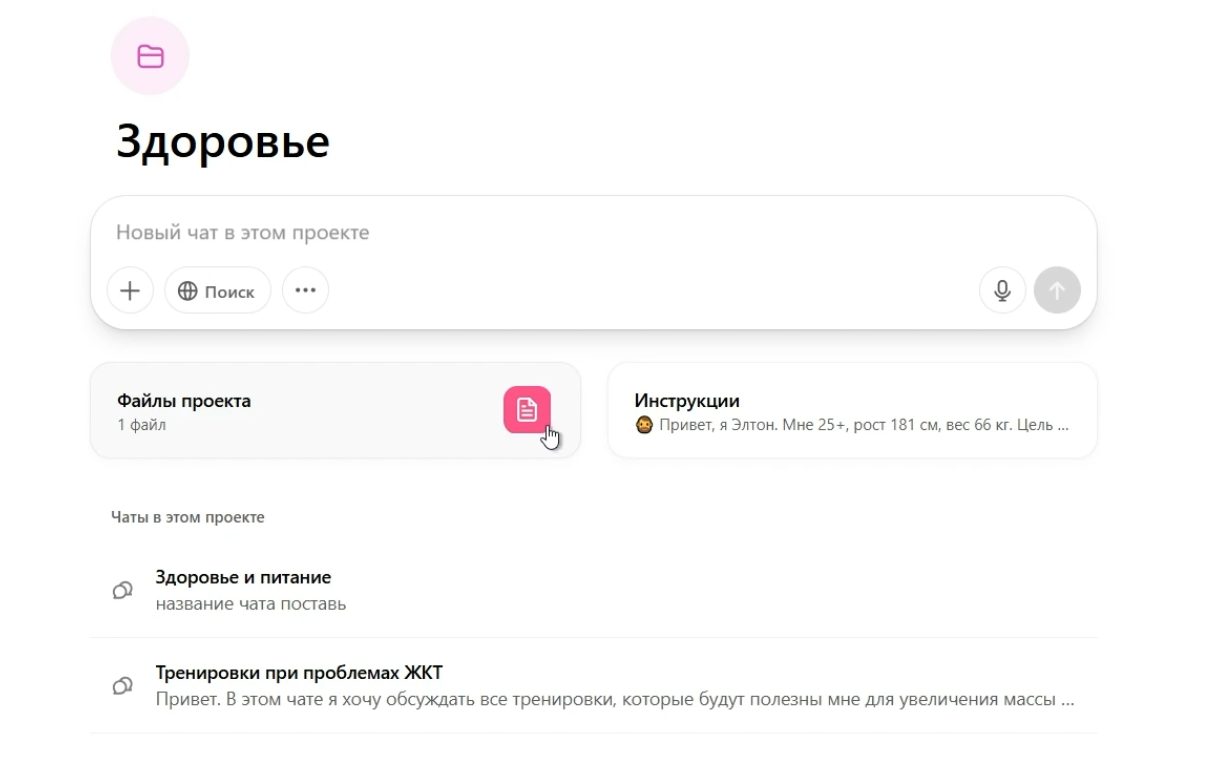 Здоровье
Новый чат в этом проекте
Поиск
Файлы проекта
1 файл
Инструкции
Привет, я Элтон. Мне 25+, рост 181 см, вес 66 кг. Цель ...
Чаты в этом проекте
Здоровье и питание
название чата поставь
Тренировки при проблемах ЖКТ
Привет. В этом чате я хочу обсуждать все тренировки, которые будут полезны мне для увеличения массы ...